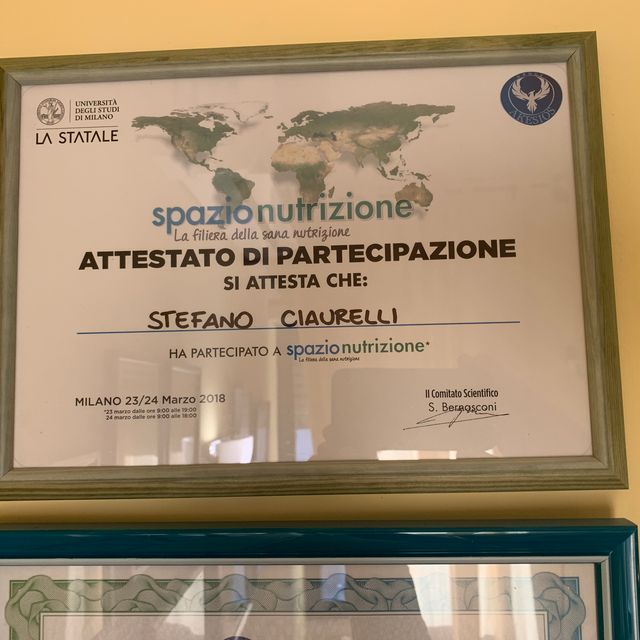 UNIVERSITÀ
DEGLI STUDI
DI MILANO
LA STATALE
AKESIOS
spazionutrizione
La filiera della sana nutrizione
ATTESTATO DI PARTECIPAZIONE
SI ATTESTA CHE:
STEFANO CIAURELLI
HA PARTECIPATO A spazionutrizione*
La filiera della sana nutrizione
MILANO 23/24 Marzo 2018
*23 marzo dalle ore 9:00 alle 19:00
24 marzo dalle ore 9:00 alle 18:00
Il Comitato Scientifico
S. Bernasconi